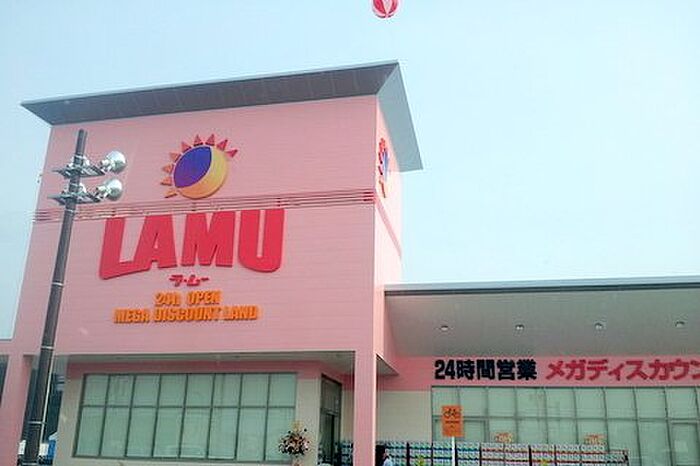 LAMU
ラ・ムー
24h OPEN
MEGA DISCOUNT LAND
24時間営業 メガディスカウン